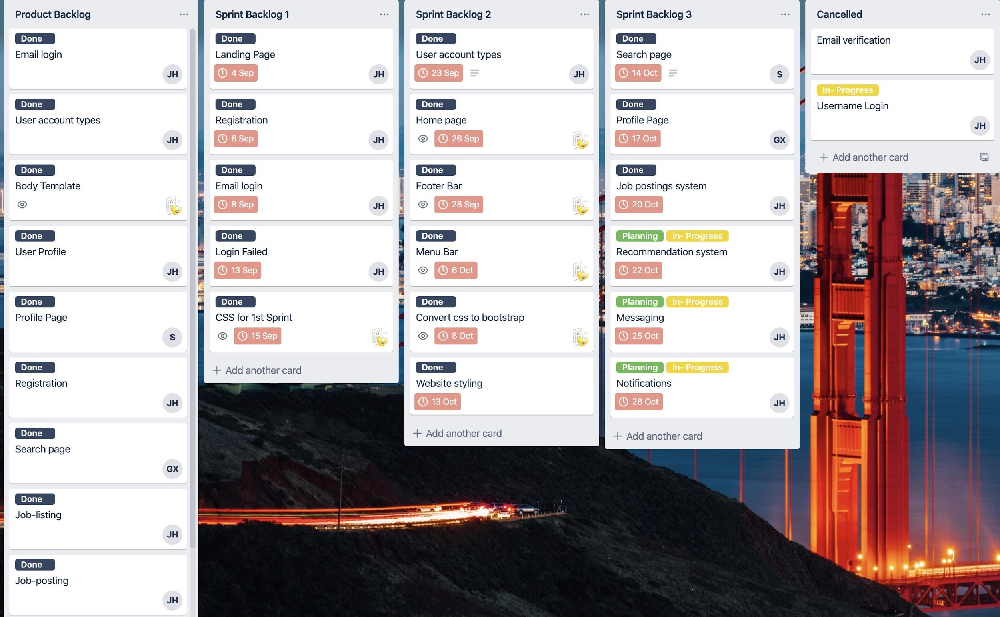 Product Backlog
Done
Email login
JH
Done
User account types
JH
Done
Body Template
Done
User Profile
JH
Done
Profile Page
S
Done
Registration
JH
Done
Search page
GX
Done
Job-listing
JH
Done
Job-posting
JH
Sprint Backlog 1
Done
Landing Page
4 Sep
JH
Done
Registration
6 Sep
JH
Done
Email login
8 Sep
JH
Done
Login Failed
13 Sep
JH
Done
CSS for 1st Sprint
15 Sep
+ Add another card
Sprint Backlog 2
Done
User account types
23 Sep
JH
Done
Home page
26 Sep
Done
Footer Bar
28 Sep
Done
Menu Bar
6 Oct
Done
Convert css to bootstrap
8 Oct
Done
Website styling
13 Oct
+ Add another card
Sprint Backlog 3
Done
Search page
14 Oct
S
Done
Profile Page
17 Oct
GX
Done
Job postings system
20 Oct
JH
Planning In- Progress
Recommendation system
22 Oct
JH
Planning In- Progress
Messaging
25 Oct
JH
Planning In- Progress
Notifications
28 Oct
JH
+ Add another card
Cancelled
Email verification
JH
In- Progress
Username Login
JH
+ Add another card